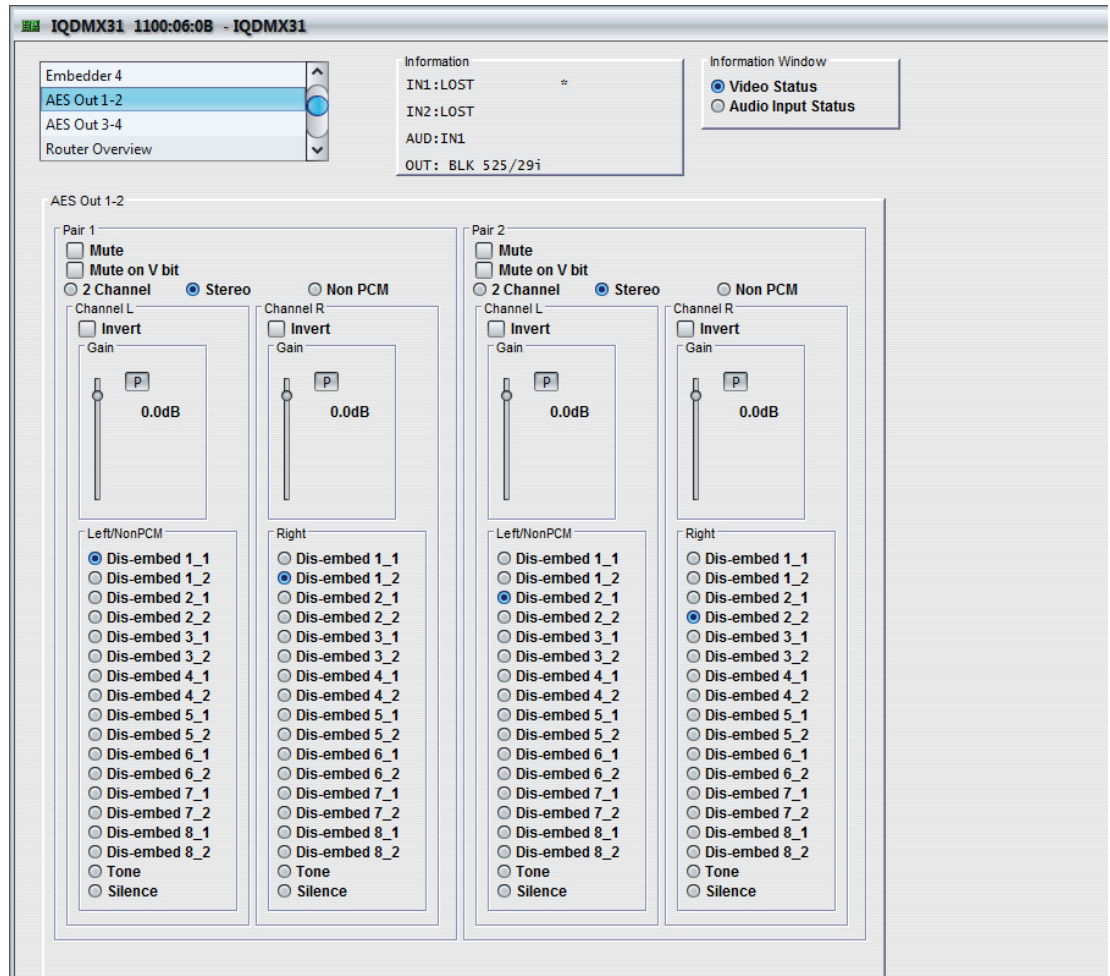 IQDMX31 1100:06:0B - IQDMX31
Embedder 4
AES Out 1-2
AES Out 3-4
Router Overview
Information
IN1:LOST *
IN2:LOST
AUD:IN1
OUT: BLK 525/29i
Information Window
Video Status
Audio Input Status
AES Out 1-2
Pair 1
Mute
Mute on V bit
2 Channel Stereo Non PCM
Channel L
Invert
Gain
P
0.0dB
Left/NonPCM
Dis-embed 1_1
Dis-embed 1_2
Dis-embed 2_1
Dis-embed 2_2
Dis-embed 3_1
Dis-embed 3_2
Dis-embed 4_1
Dis-embed 4_2
Dis-embed 5_1
Dis-embed 5_2
Dis-embed 6_1
Dis-embed 6_2
Dis-embed 7_1
Dis-embed 7_2
Dis-embed 8_1
Dis-embed 8_2
Tone
Silence
Channel R
Invert
Gain
P
0.0dB
Right
Dis-embed 1_1
Dis-embed 1_2
Dis-embed 2_1
Dis-embed 2_2
Dis-embed 3_1
Dis-embed 3_2
Dis-embed 4_1
Dis-embed 4_2
Dis-embed 5_1
Dis-embed 5_2
Dis-embed 6_1
Dis-embed 6_2
Dis-embed 7_1
Dis-embed 7_2
Dis-embed 8_1
Dis-embed 8_2
Tone
Silence
Pair 2
Mute
Mute on V bit
2 Channel Stereo Non PCM
Channel L
Invert
Gain
P
0.0dB
Left/NonPCM
Dis-embed 1_1
Dis-embed 1_2
Dis-embed 2_1
Dis-embed 2_2
Dis-embed 3_1
Dis-embed 3_2
Dis-embed 4_1
Dis-embed 4_2
Dis-embed 5_1
Dis-embed 5_2
Dis-embed 6_1
Dis-embed 6_2
Dis-embed 7_1
Dis-embed 7_2
Dis-embed 8_1
Dis-embed 8_2
Tone
Silence
Channel R
Invert
Gain
P
0.0dB
Right
Dis-embed 1_1
Dis-embed 1_2
Dis-embed 2_1
Dis-embed 2_2
Dis-embed 3_1
Dis-embed 3_2
Dis-embed 4_1
Dis-embed 4_2
Dis-embed 5_1
Dis-embed 5_2
Dis-embed 6_1
Dis-embed 6_2
Dis-embed 7_1
Dis-embed 7_2
Dis-embed 8_1
Dis-embed 8_2
Tone
Silence